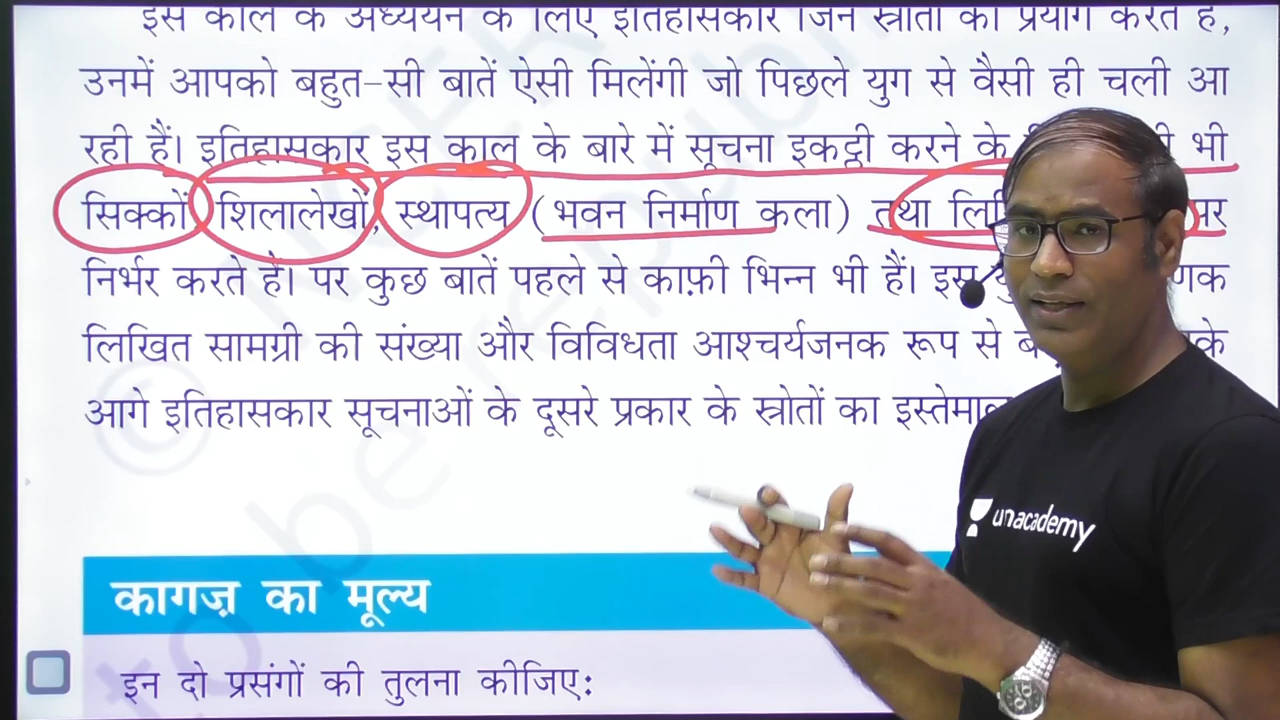 इस काल के अध्ययन के लिए इतिहासकार जिन स्रोतों का प्रयोग करते हैं,
उनमें आपको बहुत-सी बातें ऐसी मिलेंगी जो पिछले युग से वैसी ही चली आ
रही हैं। इतिहासकार इस काल के बारे में सूचना इकट्ठी करने के भी
सिक्कों, शिलालेखों, स्थापत्य (भवन निर्माण कला) तथा पर
निर्भर करते हैं। पर कुछ बातें पहले से काफ़ी भिन्न भी हैं। इस
लिखित सामग्री की संख्या और विविधता आश्चर्यजनक रूप से
आगे इतिहासकार सूचनाओं के दूसरे प्रकार के स्रोतों का इस्तेमाल
unacademy
कागज़ का मूल्य
इन दो प्रसंगों की तुलना कीजिए: